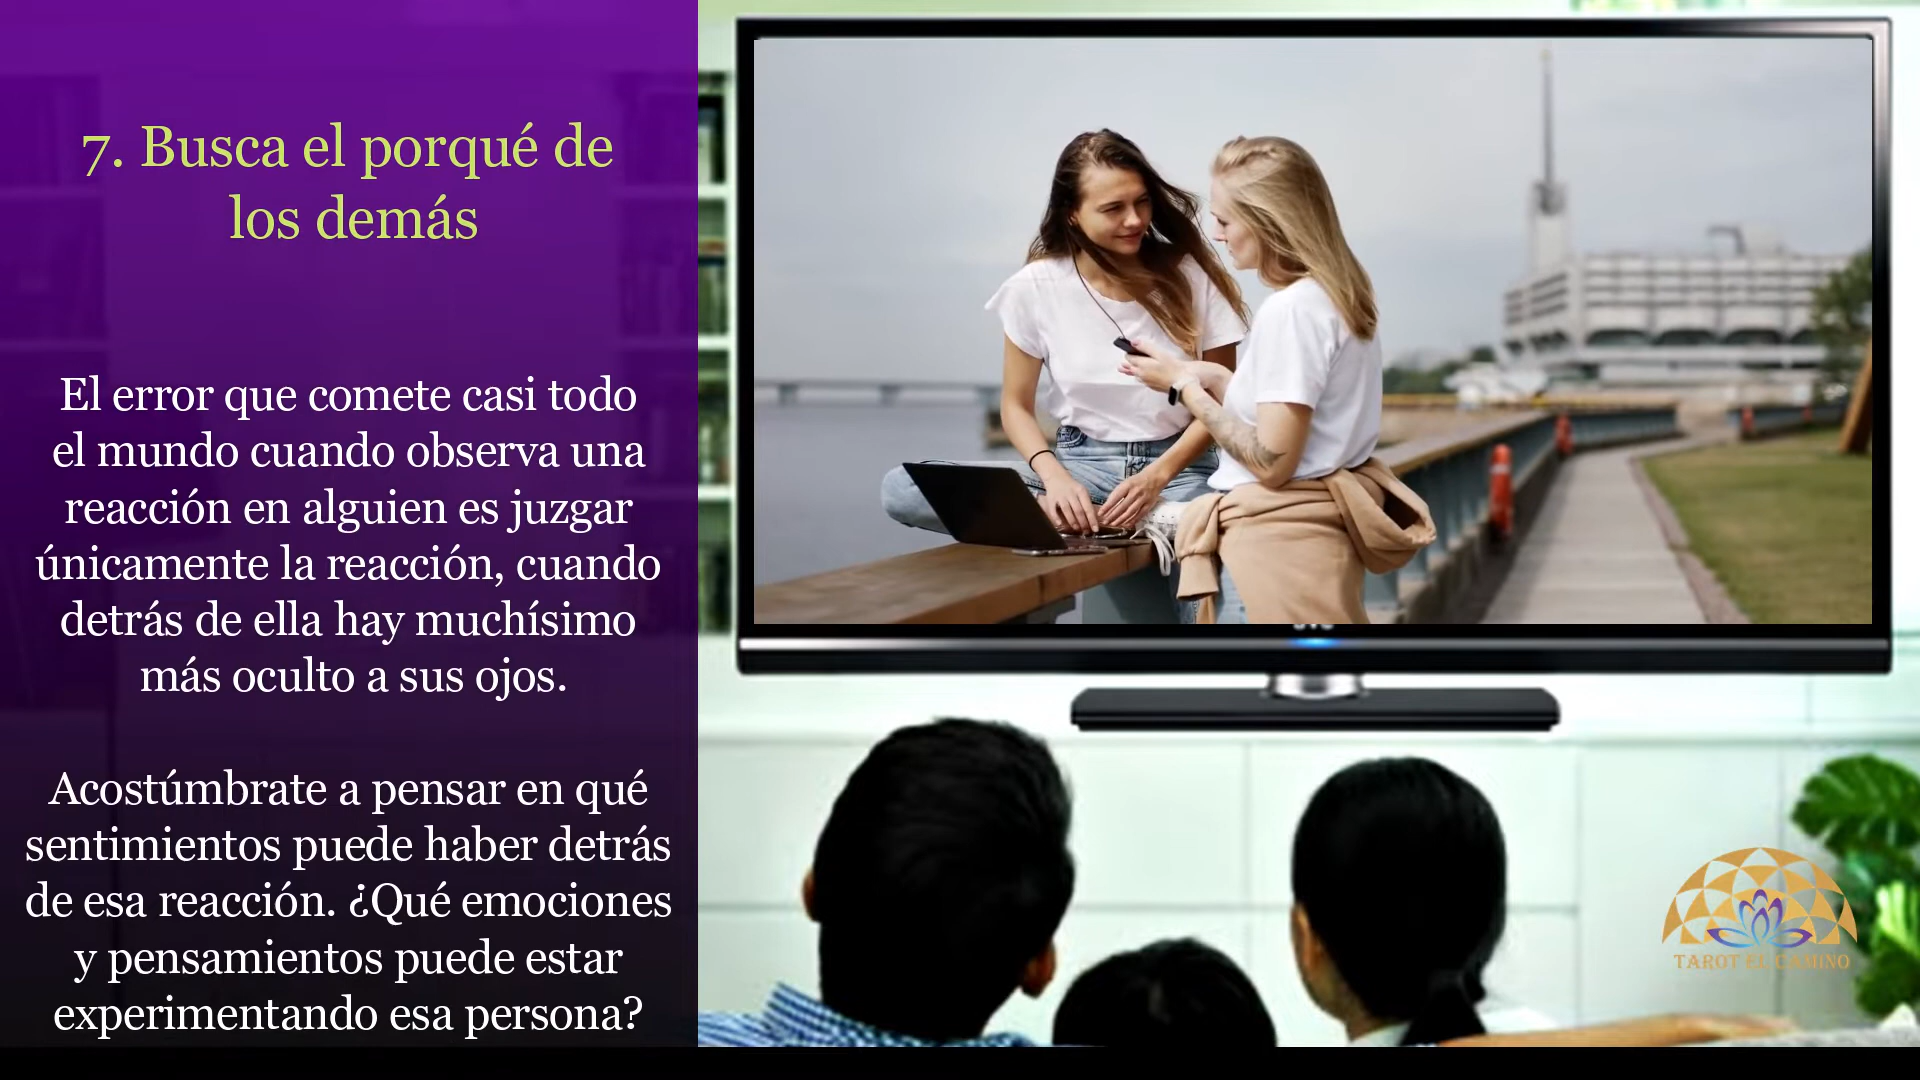 7. Busca el porqué de
los demás
El error que comete casi todo
el mundo cuando observa una
reacción en alguien es juzgar
únicamente la reacción, cuando
detrás de ella hay muchísimo
más oculto a sus ojos.
Acostúmbrate a pensar en qué
sentimientos puede haber detrás
de esa reacción. ¿Qué emociones
y pensamientos puede estar
experimentando esa persona?
TAROT EL CAMINO